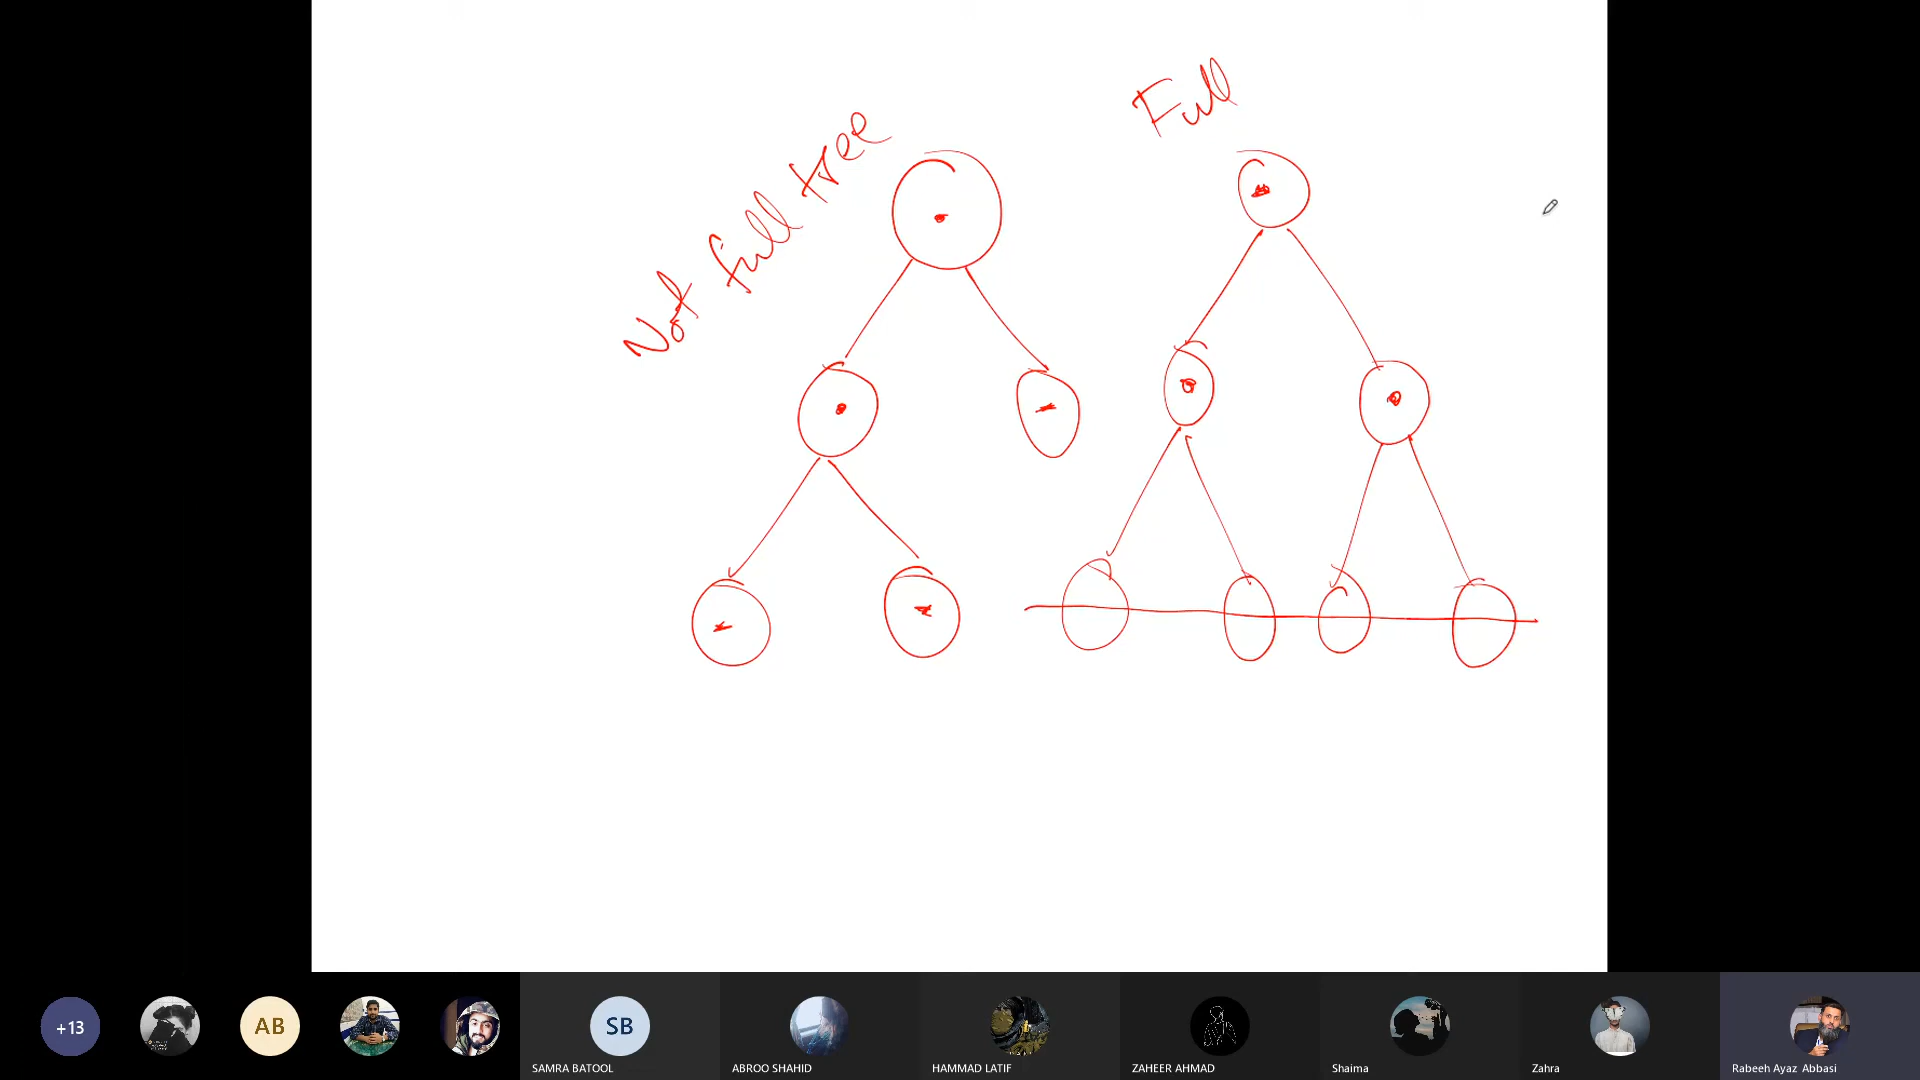 Not full tree
Full
+13
AB
SB
SAMRA BATOOL
ABROO SHAHID
HAMMAD LATIF
ZAHEER AHMAD
Shaima
Zahra
Rabeeh Ayaz Abbasi